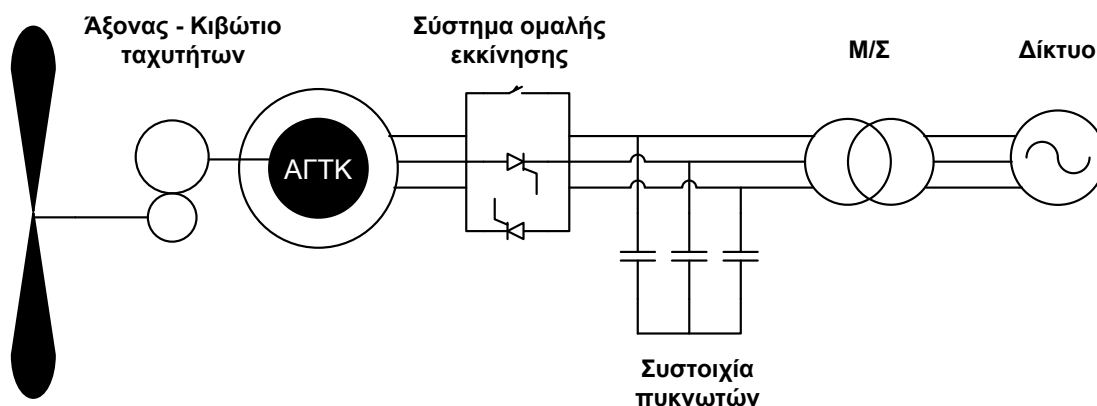 Άξονας - Κιβώτιο
ταχυτήτων
Σύστημα ομαλής
εκκίνησης
Μ/Σ
Δίκτυο
ΑΓΤΚ
Συστοιχία
πυκνωτών